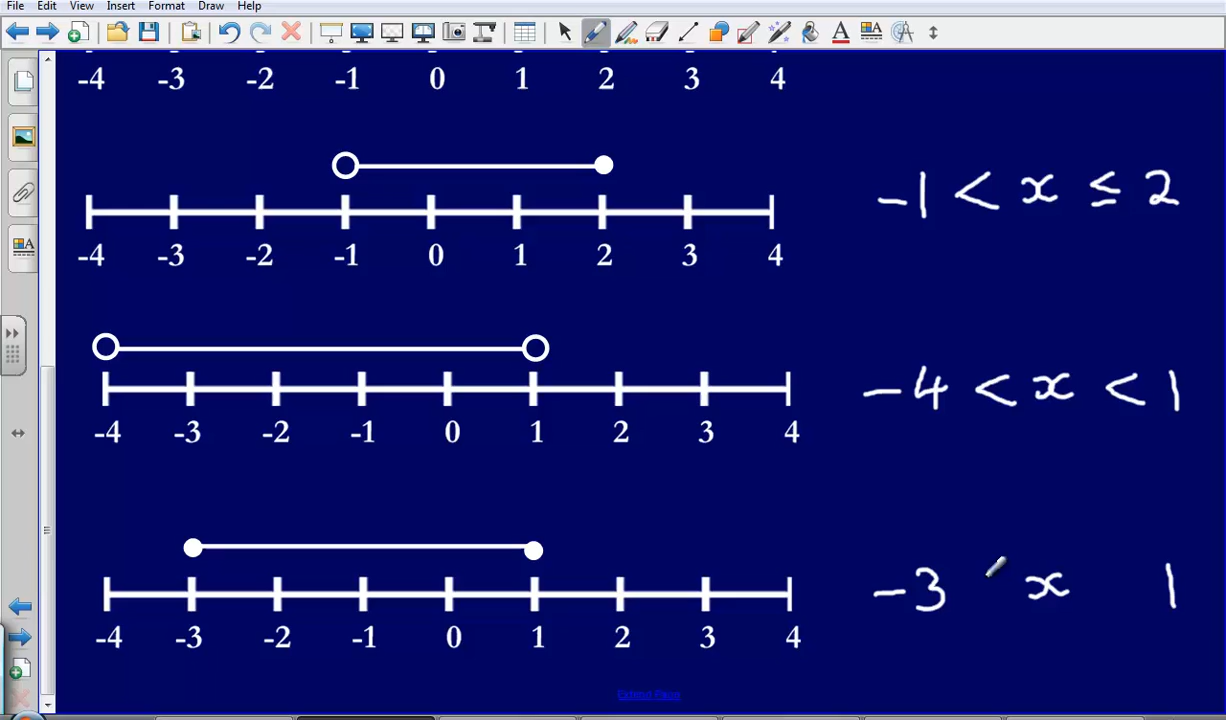 File Edit View Insert Format Draw Help
-4 -3 -2 -1 0 1 2 3 4
-1 < x ≤ 2
-4 -3 -2 -1 0 1 2 3 4
-4 < x < 1
-4 -3 -2 -1 0 1 2 3 4
-3 x 1
-4 -3 -2 -1 0 1 2 3 4
Extend Page